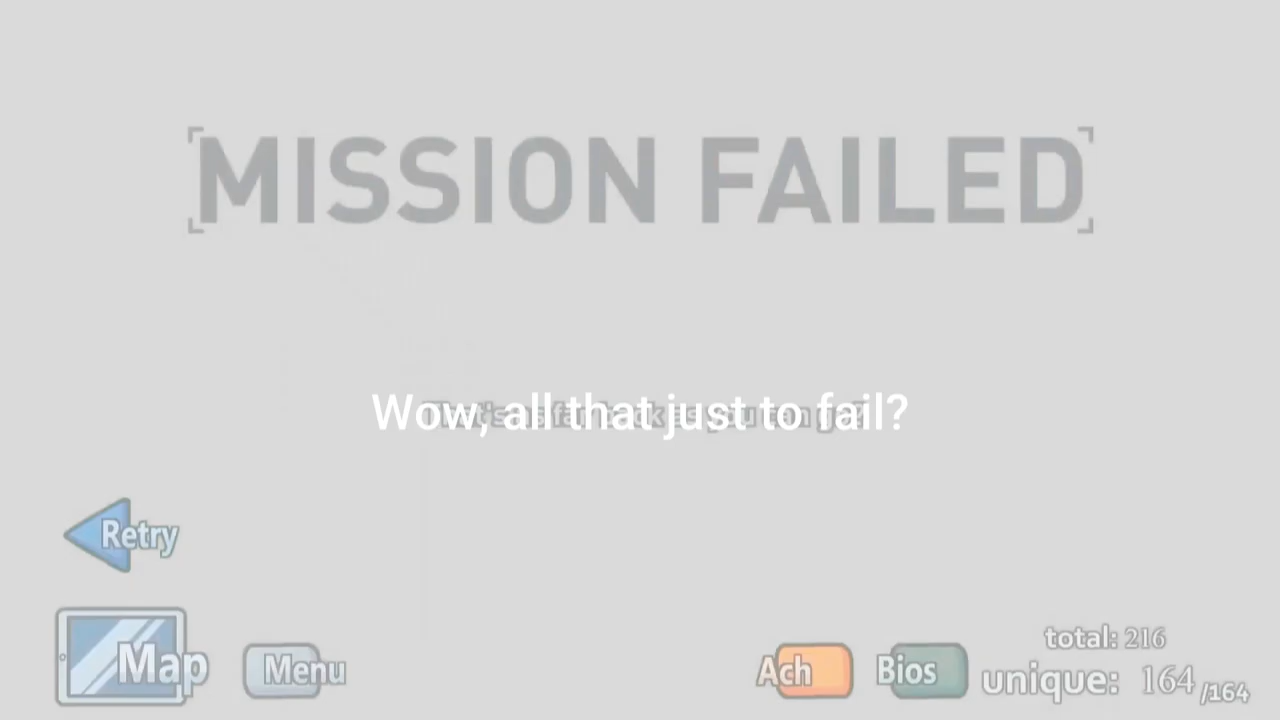 MISSION FAILED
Wow, all that just to fail?
Retry
Map
Menu
Ach
Bios
total: 216
unique: 164 /164